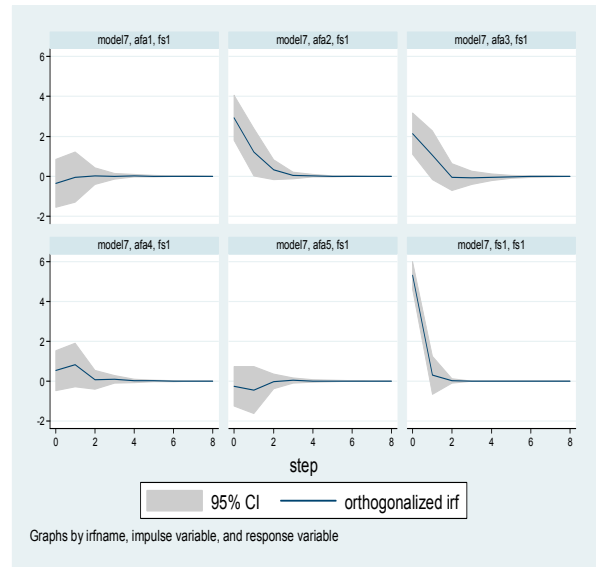 model7, afa1, fs1
model7, afa2, fs1
model7, afa3, fs1
6
4
2
0
-2
model7, afa4, fs1
model7, afa5, fs1
model7, fs1, fs1
6
4
2
0
-2
0 2 4 6 8
0 2 4 6 8
0 2 4 6 8
step
95% CI
orthogonalized irf
Graphs by irfname, impulse variable, and response variable